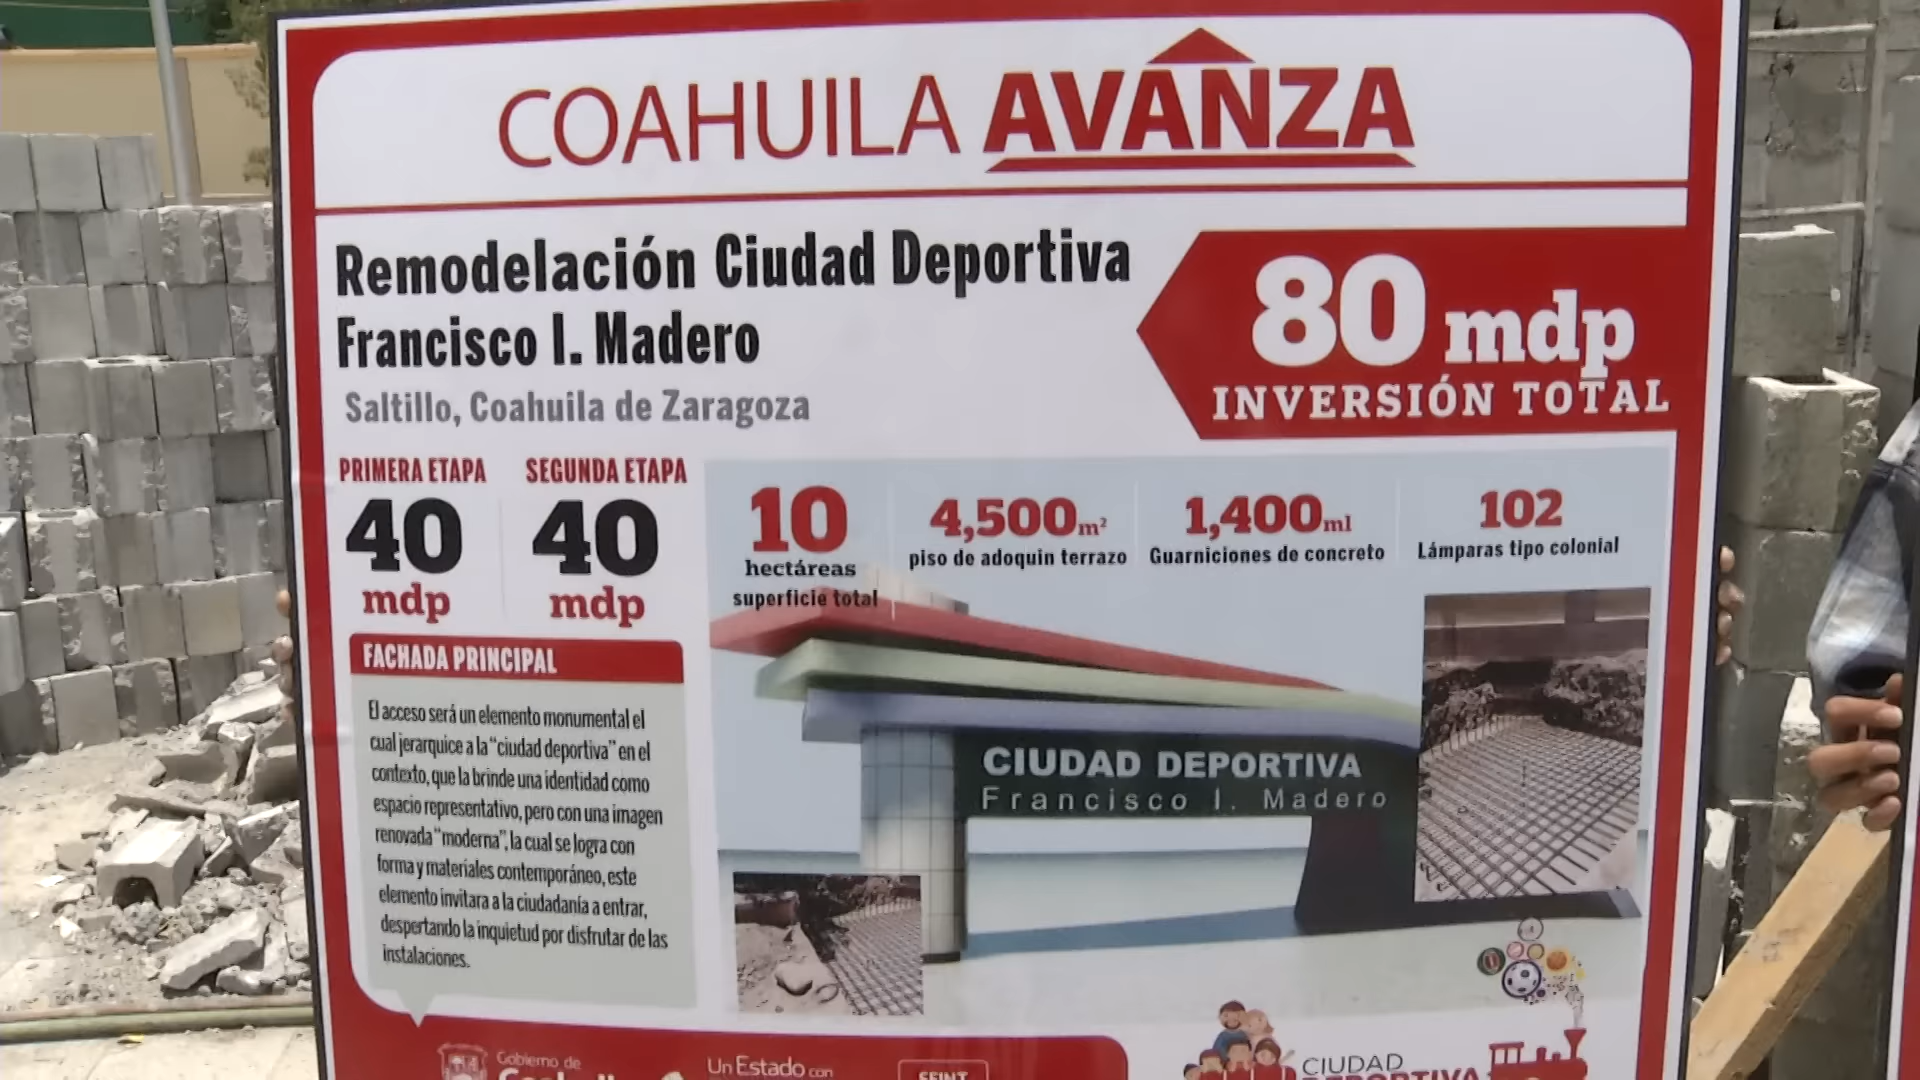 COAHUILA AVANZA
Remodelación Ciudad Deportiva
Francisco I. Madero
Saltillo, Coahuila de Zaragoza
80 mdp
INVERSIÓN TOTAL
PRIMERA ETAPA
40
mdp
SEGUNDA ETAPA
40
mdp
10
hectáreas
superficie total
4,500 m²
piso de adoquin terrazo
1,400 ml
Guarniciones de concreto
102
Lámparas tipo colonial
FACHADA PRINCIPAL
El acceso será un elemento monumental el
cual jerarquice a la "ciudad deportiva" en el
contexto, que la brinde una identidad como
espacio representativo, pero con una imagen
renovada "moderna", la cual se logra con
forma y materiales contemporáneo, este
elemento invitara a la ciudadanía a entrar,
despertando la inquietud por disfrutar de las
instalaciones.
CIUDAD DEPORTIVA
Francisco I. Madero
Gobierno de
Un Estado con
CIUDAD
DEPORTIVA